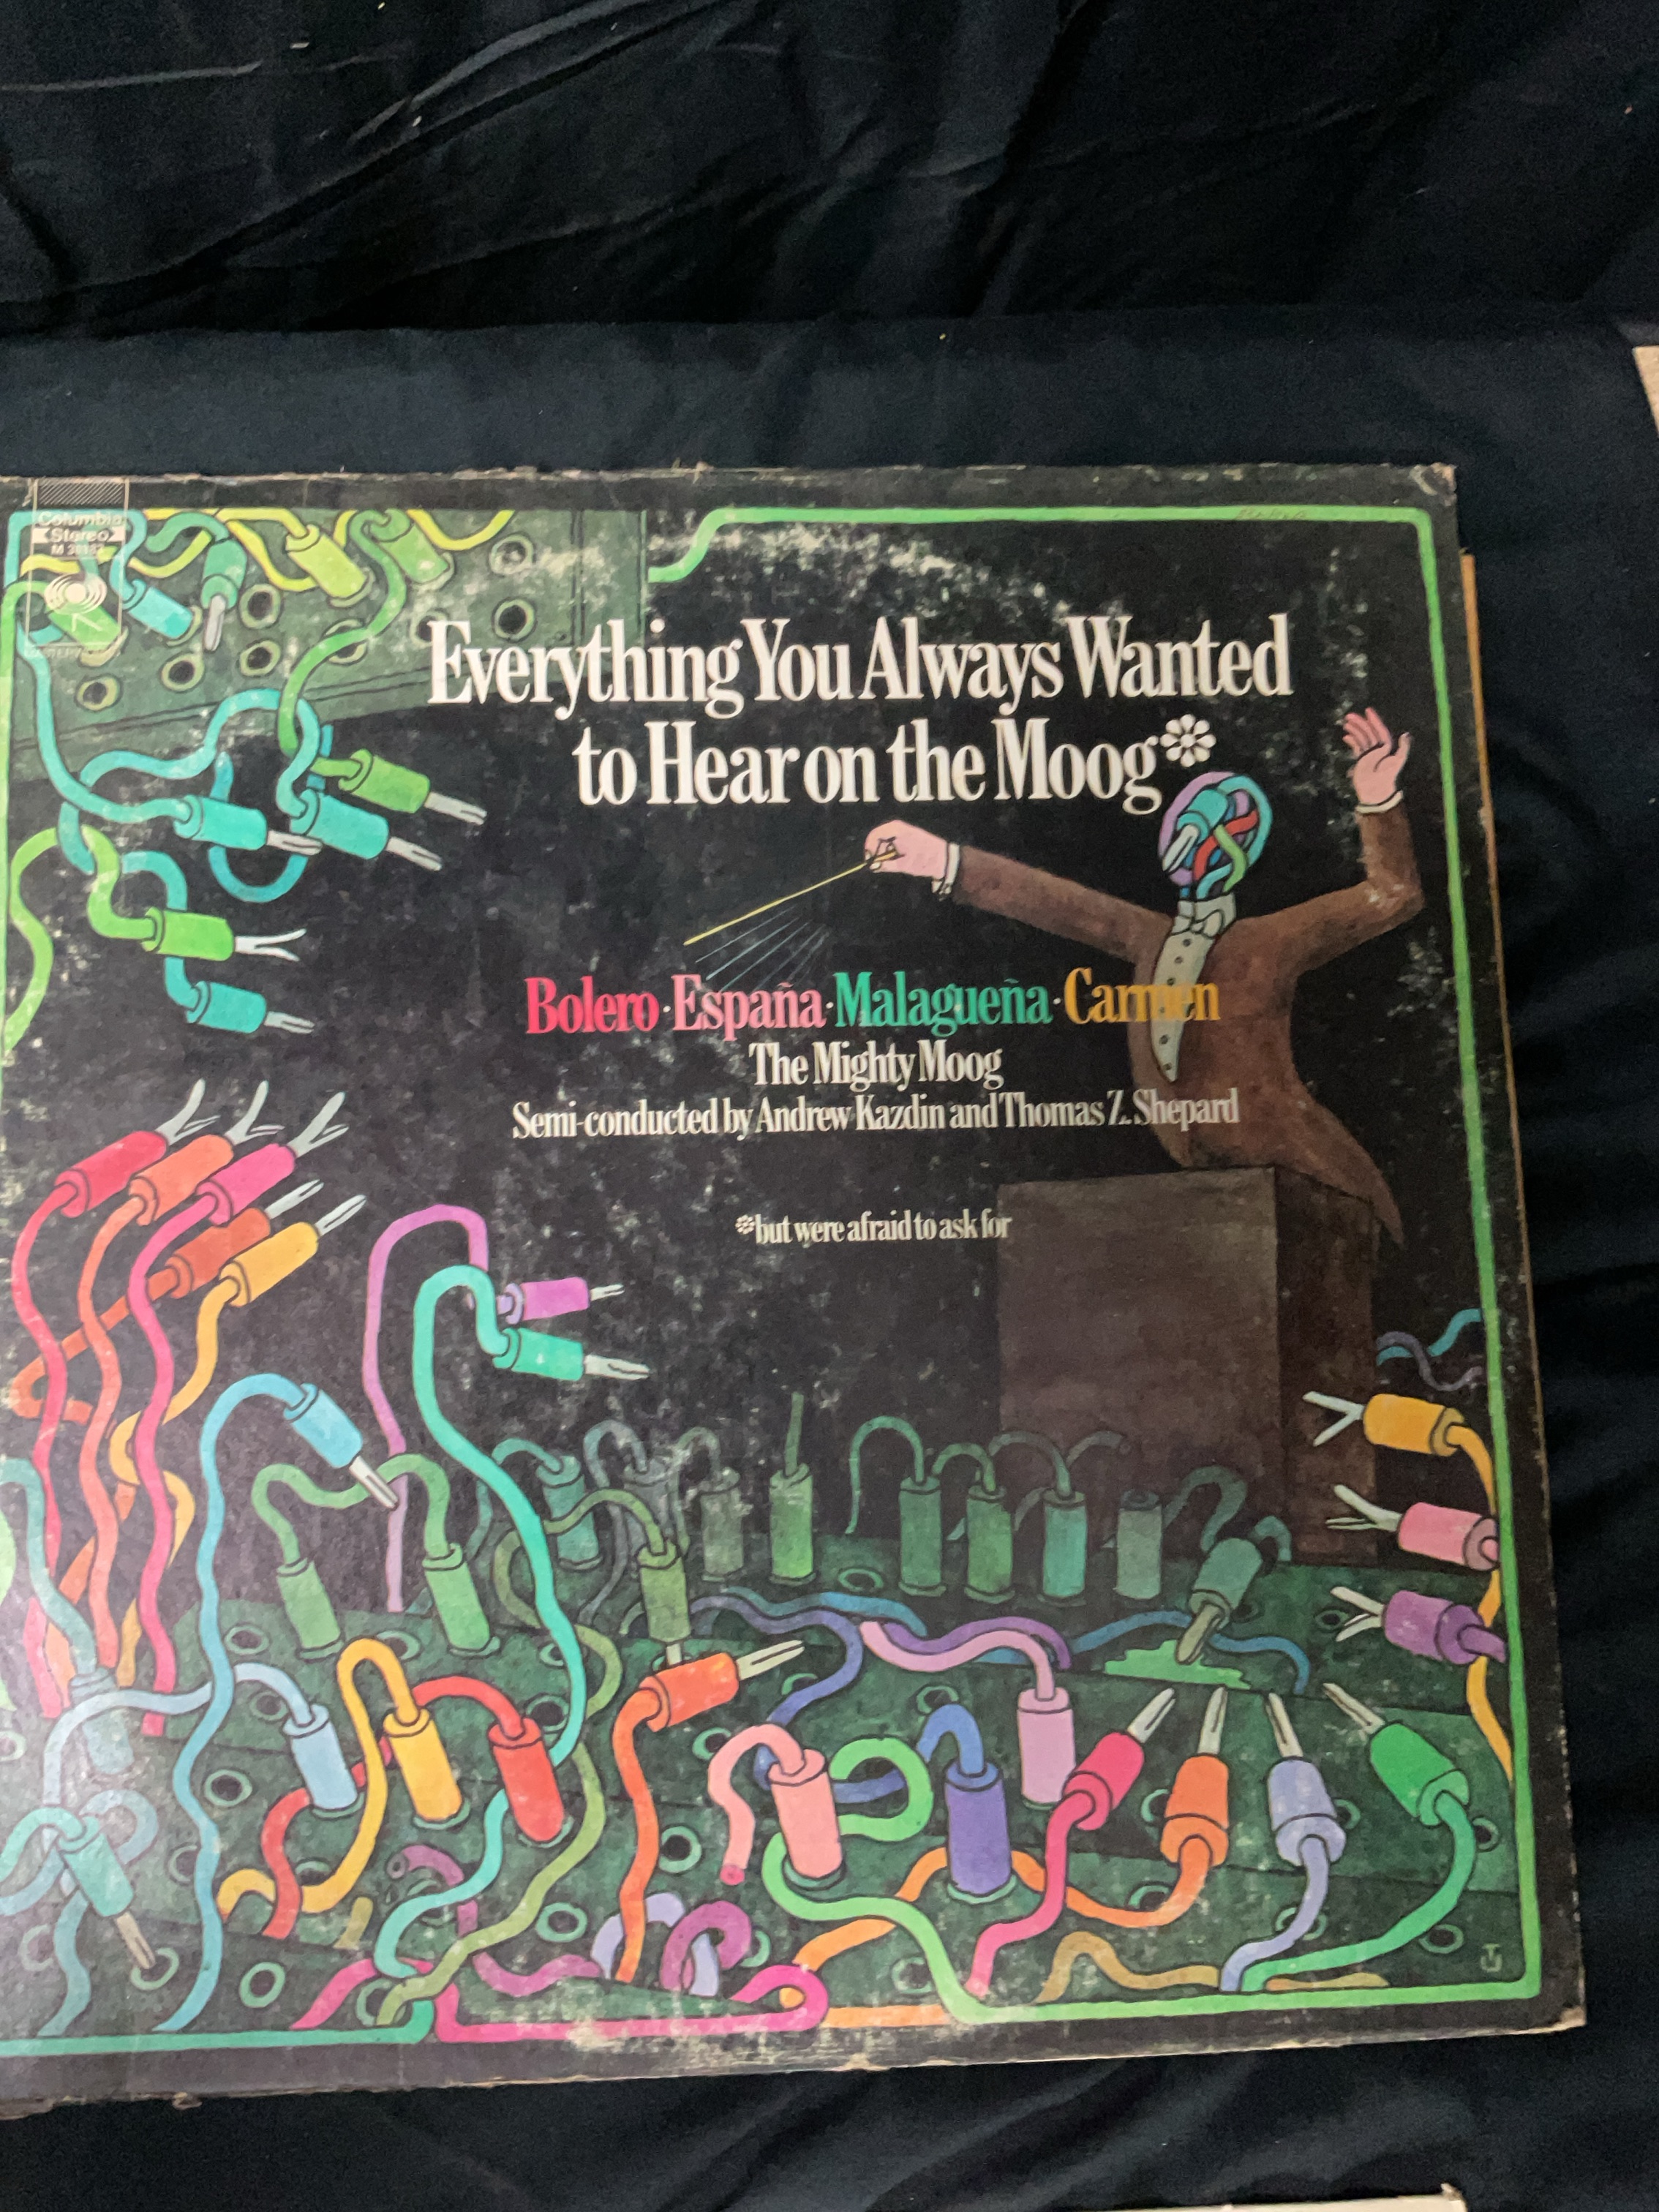 Columbia
Stereo
Everything You Always Wanted
to Hear on the Moog*
Bolero · España · Malagueña · Carmen
The Mighty Moog
Semi-conducted by Andrew Kazdin and Thomas Z. Shepard
*but were afraid to ask for